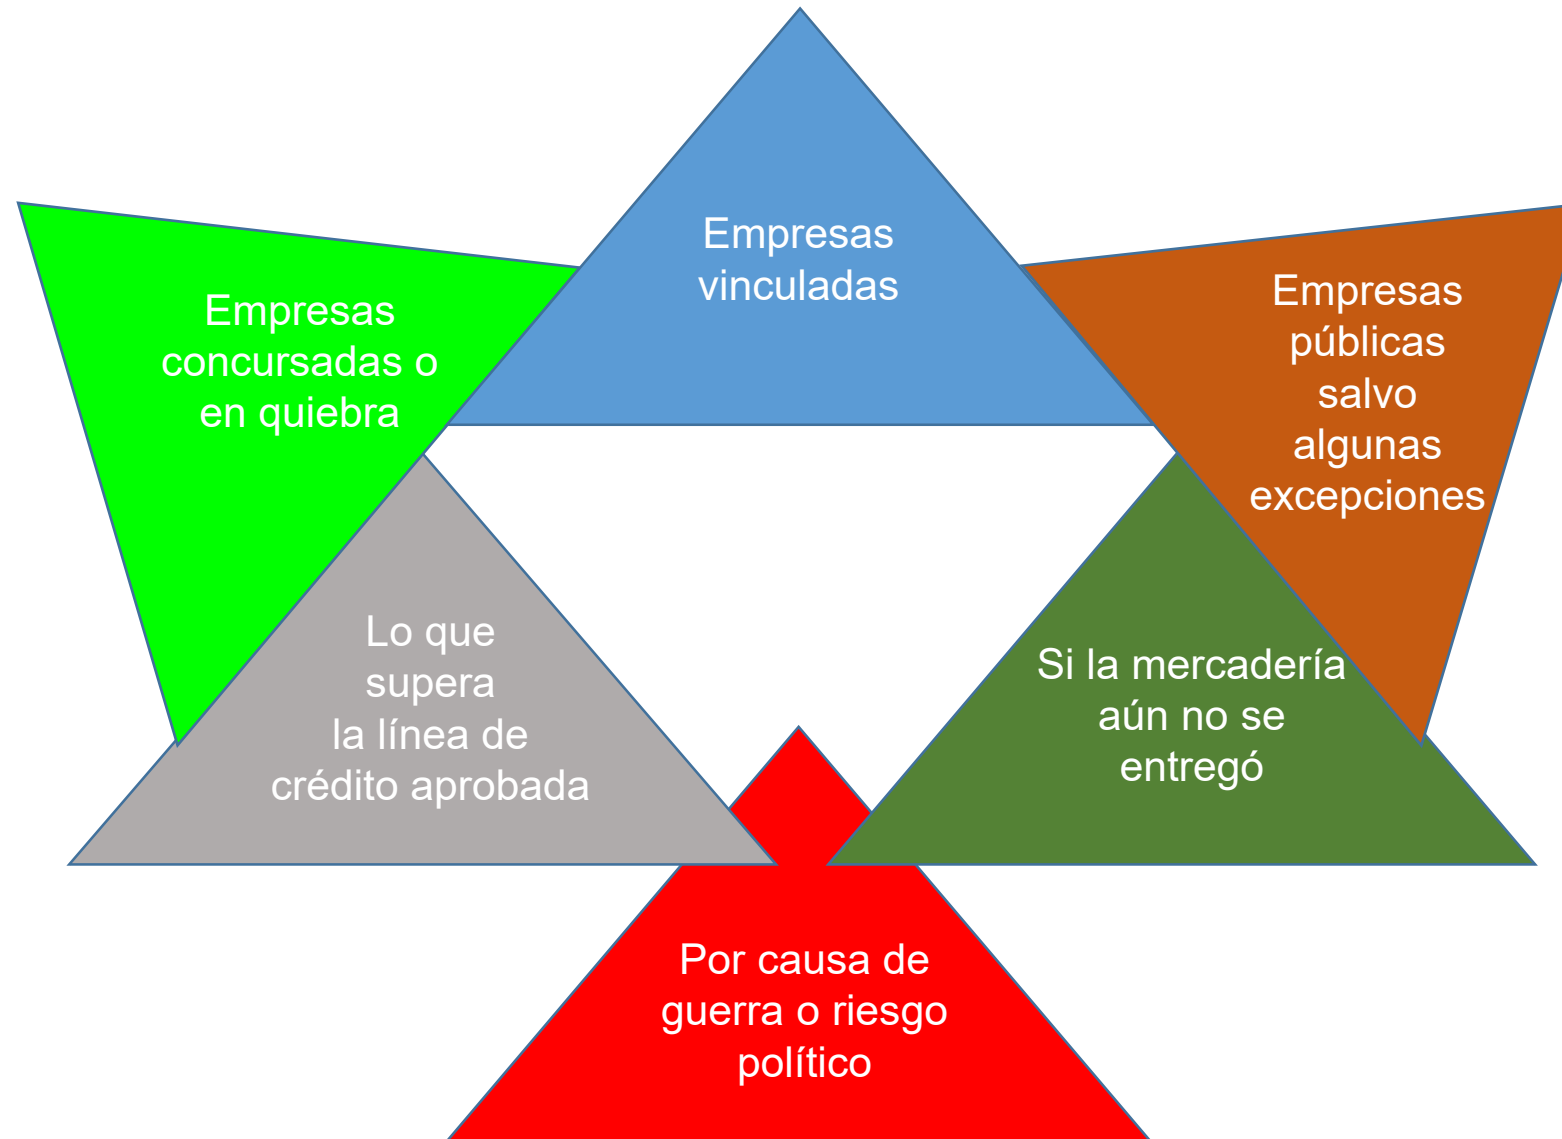 Empresas
vinculadas
Empresas
concursadas o
en quiebra
Empresas
públicas
salvo
algunas
excepciones
Lo que
supera
la línea de
crédito aprobada
Si la mercadería
aún no se
entregó
Por causa de
guerra o riesgo
político